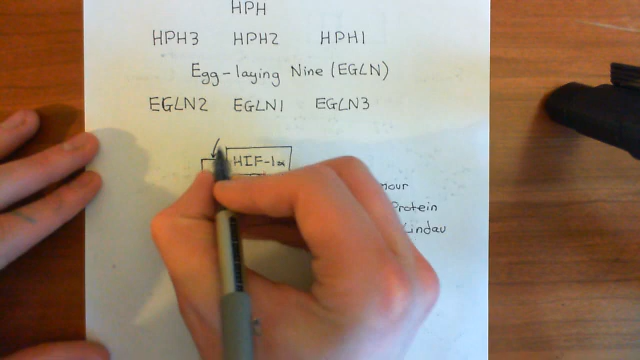 HPH
HPH3 HPH2 HPH1
Egg-laying Nine (EGLN)
EGLN2 EGLN1 EGLN3
HIF-1α
mour
Protein
Lindau